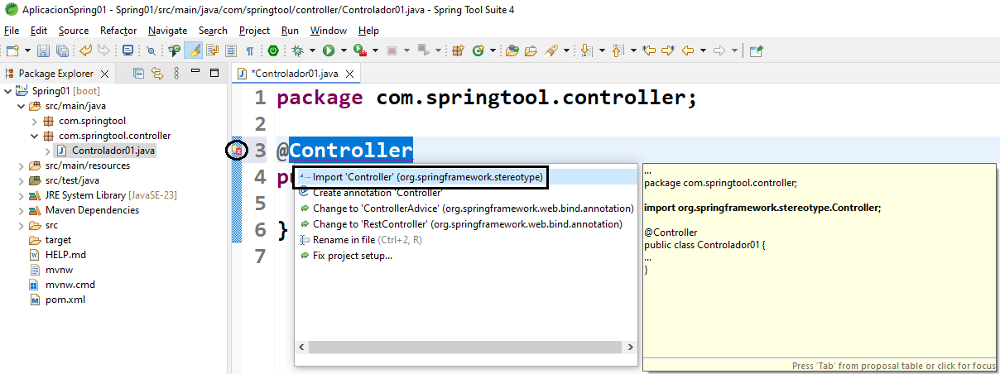 AplicacionSpring01 - Spring01/src/main/java/com/springtool/controller/Controlador01.java - Spring Tool Suite 4
File Edit Source Refactor Navigate Search Project Run Window Help
Package Explorer
Spring01 [boot]
src/main/java
com.springtool
com.springtool.controller
Controlador01.java
src/main/resources
src/test/java
JRE System Library [JavaSE-23]
Maven Dependencies
src
target
HELP.md
mvnw
mvnw.cmd
pom.xml
*Controlador01.java
1 package com.springtool.controller;
2
3 @Controller
4
5
6 }
7
Import 'Controller' (org.springframework.stereotype)
Create annotation 'Controller'
Change to 'ControllerAdvice' (org.springframework.web.bind.annotation)
Change to 'RestController' (org.springframework.web.bind.annotation)
Rename in file (Ctrl+2, R)
Fix project setup...
...
package com.springtool.controller;
import org.springframework.stereotype.Controller;
@Controller
public class Controlador01 {
...
}
Press 'Tab' from proposal table or click for focus